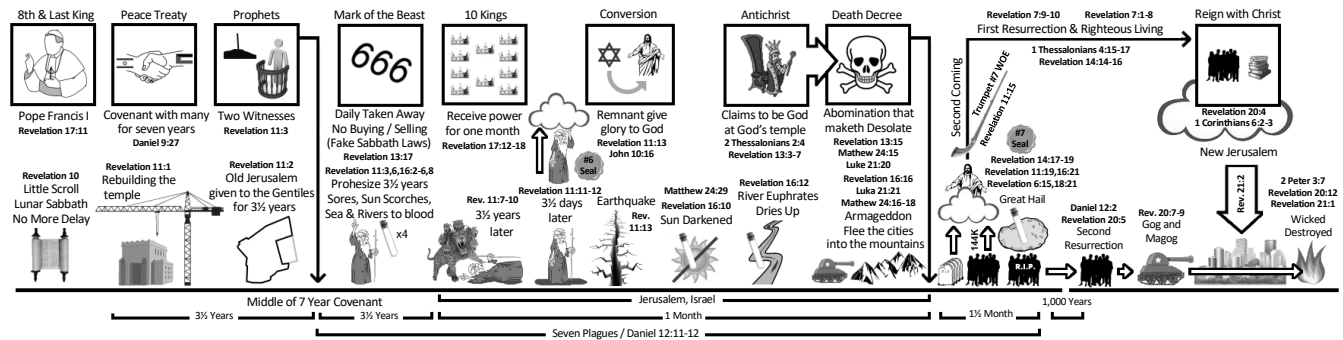 8th & Last King
Pope Francis I
Revelation 17:11
Revelation 10
Little Scroll
Lunar Sabbath
No More Delay
Peace Treaty
Covenant with many
for seven years
Daniel 9:27
Revelation 11:1
Rebuilding the
temple
Prophets
Two Witnesses
Revelation 11:3
Revelation 11:2
Old Jerusalem
given to the Gentiles
for 3½ years
Mark of the Beast
666
Daily Taken Away
No Buying / Selling
(Fake Sabbath Laws)
Revelation 13:17
Revelation 11:3,6,16:2-6,8
Prohesize 3½ years
Sores, Sun Scorches,
Sea & Rivers to blood
x4
10 Kings
Receive power
for one month
Revelation 17:12-18
Rev. 11:7-10
3½ years
later
Revelation 11:11-12
3½ days
later
#6
Seal
Conversion
Remnant give
glory to God
Revelation 11:13
John 10:16
Earthquake
Rev.
11:13
Matthew 24:29
Revelation 16:10
Sun Darkened
Antichrist
Claims to be God
at God's temple
2 Thessalonians 2:4
Revelation 13:3-7
Revelation 16:12
River Euphrates
Dries Up
Death Decree
Abomination that
maketh Desolate
Revelation 13:15
Mathew 24:15
Luke 21:20
Revelation 16:16
Luka 21:21
Mathew 24:16-18
Armageddon
Flee the cities
into the mountains
Second Coming
Trumpet #7 WOE
Revelation 11:15
Revelation 7:9-10
Revelation 7:1-8
First Resurrection & Righteous Living
1 Thessalonians 4:15-17
Revelation 14:14-16
#7
Seal
Revelation 14:17-19
Revelation 11:19,16:21
Revelation 6:15,18:21
Great Hail
144K
R.I.P.
R.I.P.
Daniel 12:2
Revelation 20:5
Second
Resurrection
Rev. 20:7-9
Gog and
Magog
Reign with Christ
Revelation 20:4
1 Corinthians 6:2-3
New Jerusalem
Rev. 21:2
2 Peter 3:7
Revelation 20:12
Revelation 21:1
Wicked
Destroyed
Middle of 7 Year Covenant
Jerusalem, Israel
1,000 Years
3½ Years
3½ Years
1 Month
1½ Month
Seven Plagues / Daniel 12:11-12